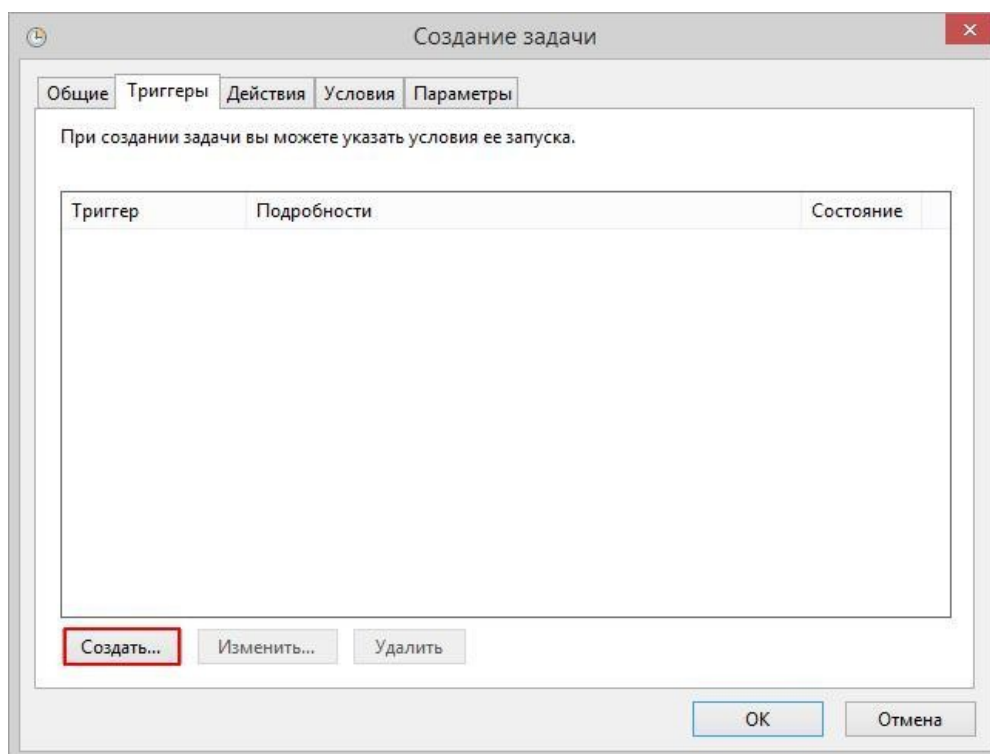 Создание задачи
Общие Триггеры Действия Условия Параметры
При создании задачи вы можете указать условия ее запуска.
Триггер Подробности Состояние
Создать... Изменить... Удалить
ОК Отмена